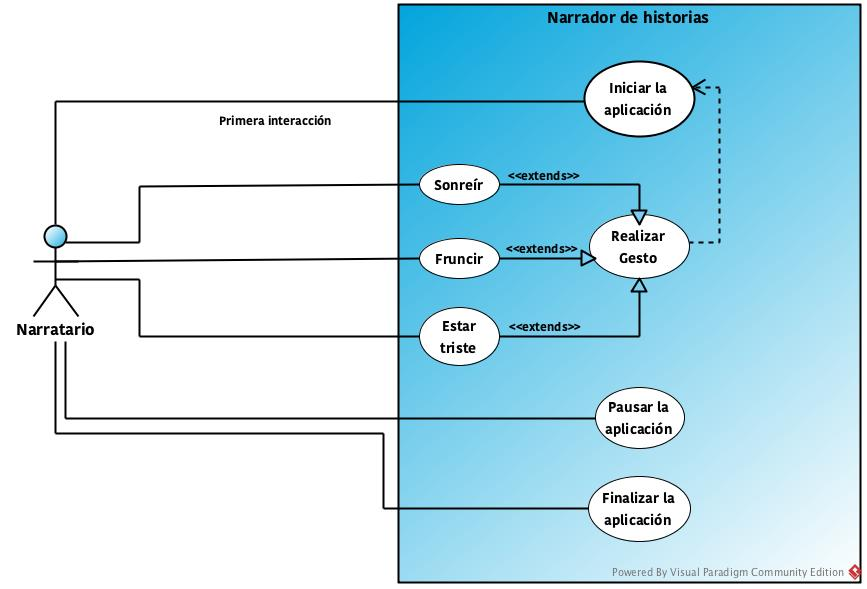 Narrador de historias
Iniciar la
aplicación
Primera interacción
Sonreír
<<extends>>
Realizar
Gesto
Fruncir
<<extends>>
Estar
triste
<<extends>>
Narratario
Pausar la
aplicación
Finalizar la
aplicación
Powered By Visual Paradigm Community Edition